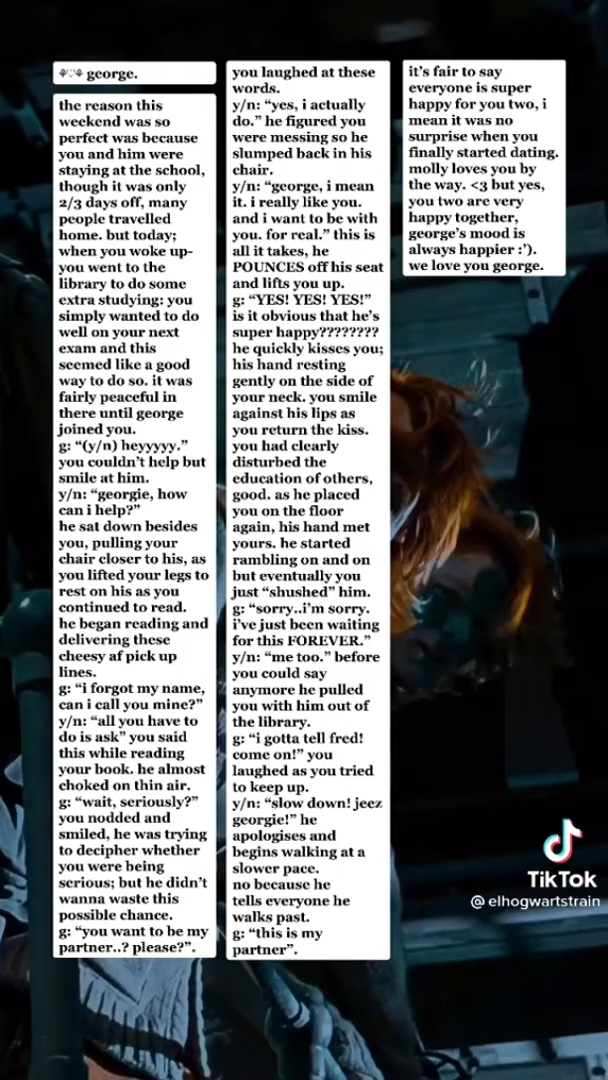 george.
the reason this
weekend was so
perfect was because
you and him were
staying at the school,
though it was only
2/3 days off, many
people travelled
home. but today;
when you woke up-
you went to the
library to do some
extra studying: you
simply wanted to do
well on your next
exam and this
seemed like a good
way to do so. it was
fairly peaceful in
there until george
joined you.
g: “(y/n) heyyyyy.”
you couldn’t help but
smile at him.
y/n: “georgie, how
can i help?”
he sat down besides
you, pulling your
chair closer to his, as
you lifted your legs to
rest on his as you
continued to read.
he began reading and
delivering these
cheesy af pick up
lines.
g: “i forgot my name,
can i call you mine?”
y/n: “all you have to
do is ask” you said
this while reading
your book. he almost
choked on thin air.
g: “wait, seriously?”
you nodded and
smiled, he was trying
to decipher whether
you were being
serious; but he didn’t
wanna waste this
possible chance.
g: “you want to be my
partner..? please?”.
you laughed at these
words.
y/n: “yes, i actually
do.” he figured you
were messing so he
slumped back in his
chair.
y/n: “george, i mean
it. i really like you.
and i want to be with
you. for real.” this is
all it takes, he
POUNCES off his seat
and lifts you up.
g: “YES! YES! YES!”
is it obvious that he’s
super happy????????
he quickly kisses you;
his hand resting
gently on the side of
your neck. you smile
against his lips as
you return the kiss.
you had clearly
disturbed the
education of others,
good. as he placed
you on the floor
again, his hand met
yours. he started
rambling on and on
but eventually you
just “shushed” him.
g: “sorry..i’m sorry.
i’ve just been waiting
for this FOREVER.”
y/n: “me too.” before
you could say
anymore he pulled
you with him out of
the library.
g: “i gotta tell fred!
come on!” you
laughed as you tried
to keep up.
y/n: “slow down! jeez
georgie!” he
apologises and
begins walking at a
slower pace.
no because he
tells everyone he
walks past.
g: “this is my
partner”.
it’s fair to say
everyone is super
happy for you two, i
mean it was no
surprise when you
finally started dating.
molly loves you by
the way. <3 but yes,
you two are very
happy together,
george’s mood is
always happier :’).
we love you george.
TikTok
@ elhogwartstrain